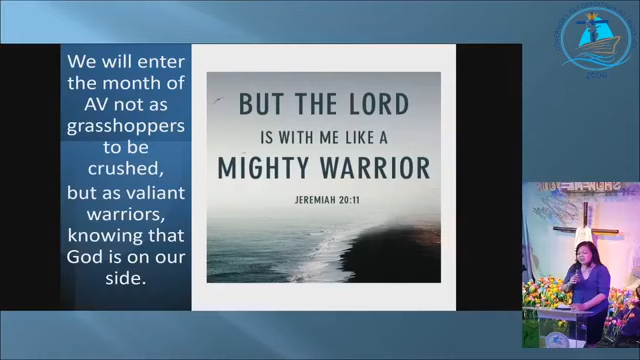 We will enter
the month of
AV not as
grasshoppers
to be
crushed,
but as valiant
warriors,
knowing that
God is on our
side.
BUT THE LORD
IS WITH ME LIKE A
MIGHTY WARRIOR
JEREMIAH 20:11
2006